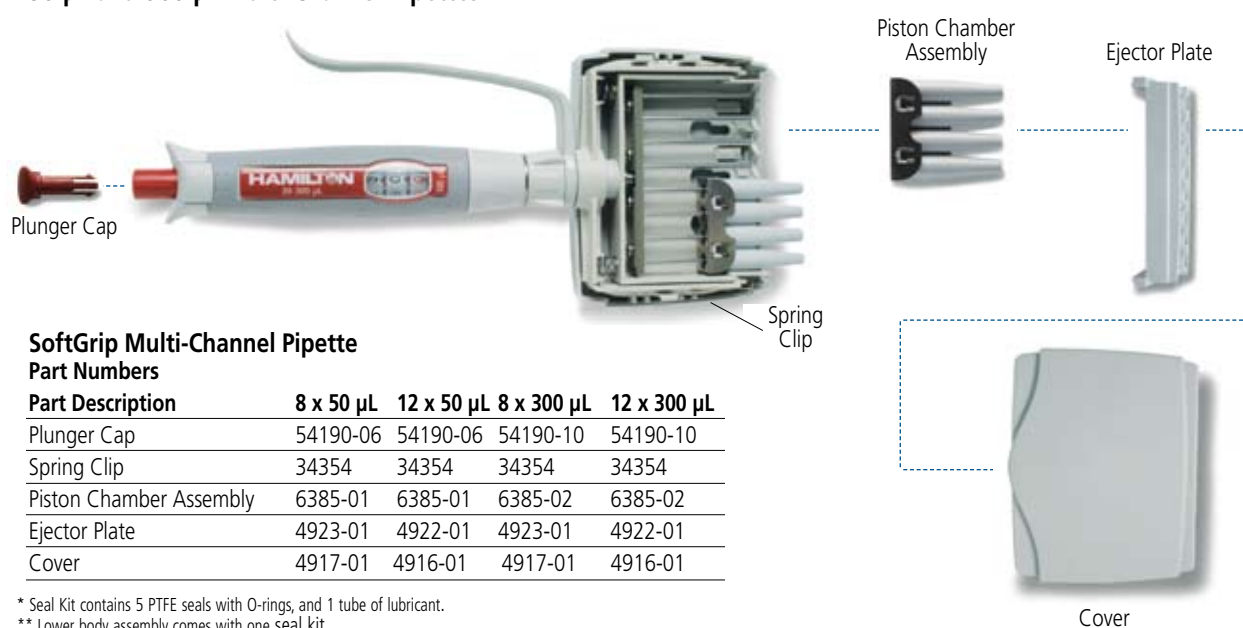 Piston Chamber
Assembly
Ejector Plate
HAMILTON
Plunger Cap
Spring
Clip
SoftGrip Multi-Channel Pipette
Part Numbers
Part Description 8 x 50 µL 12 x 50 µL 8 x 300 µL 12 x 300 µL
Plunger Cap 54190-06 54190-06 54190-10 54190-10
Spring Clip 34354 34354 34354 34354
Piston Chamber Assembly 6385-01 6385-01 6385-02 6385-02
Ejector Plate 4923-01 4922-01 4923-01 4922-01
Cover 4917-01 4916-01 4917-01 4916-01
* Seal Kit contains 5 PTFE seals with O-rings, and 1 tube of lubricant.
** Lower body assembly comes with one seal kit
Cover